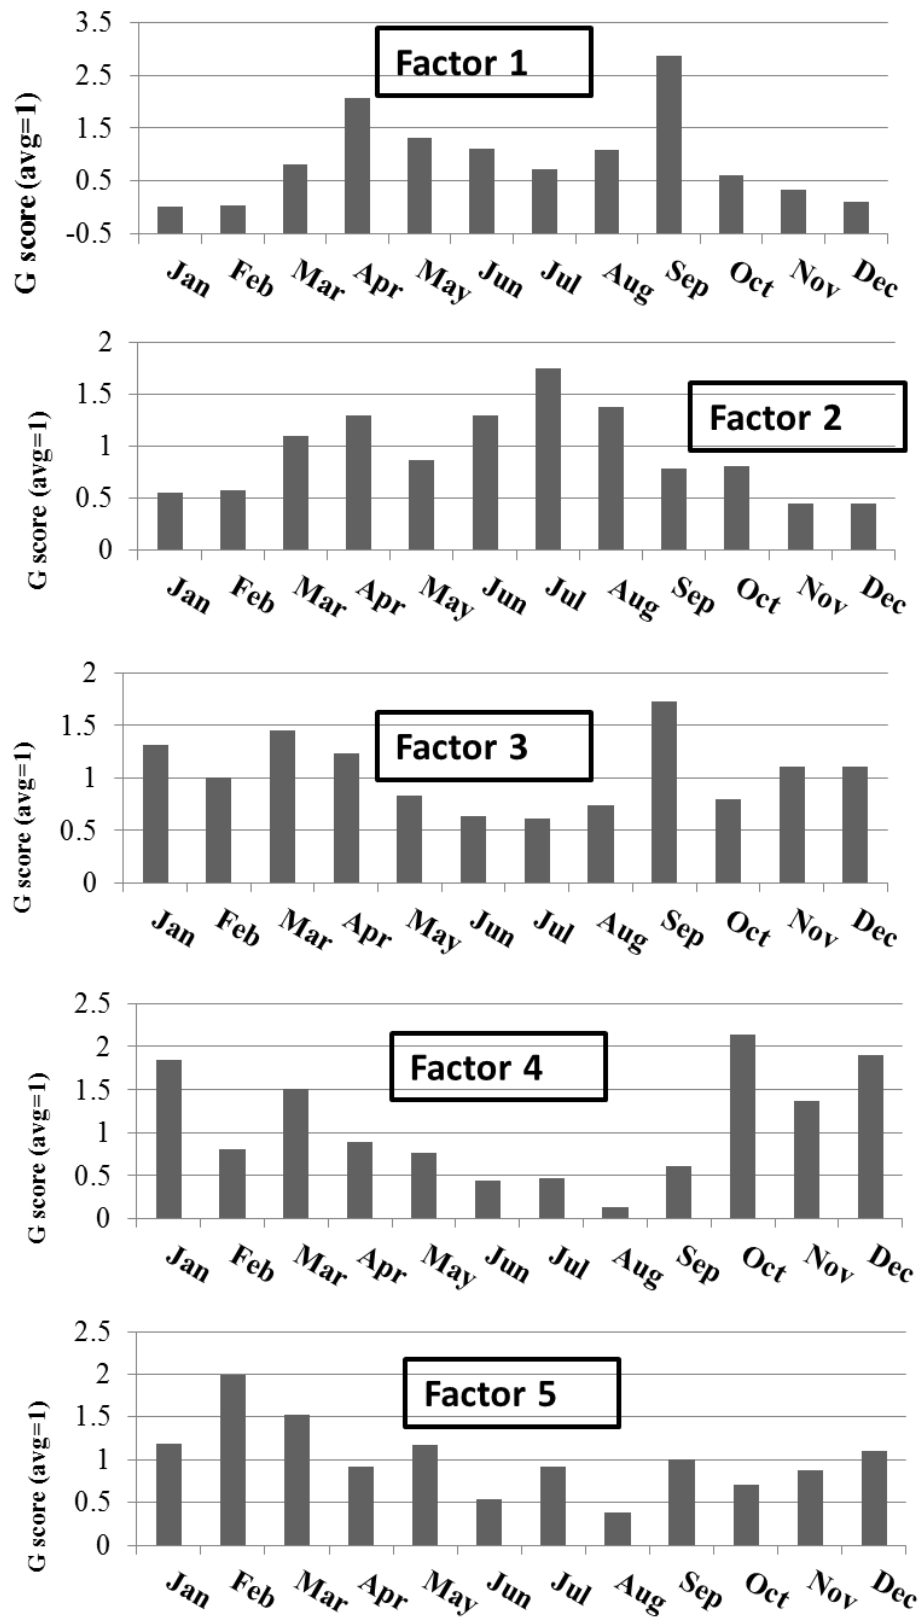 3.5
2.5
1.5
0.5
-0.5
G score (avg=1)
Factor 1
Jan Feb Mar Apr May Jun Jul Aug Sep Oct Nov Dec
2
1.5
1
0.5
0
G score (avg=1)
Factor 2
Jan Feb Mar Apr May Jun Jul Aug Sep Oct Nov Dec
2
1.5
1
0.5
0
G score (avg=1)
Factor 3
Jan Feb Mar Apr May Jun Jul Aug Sep Oct Nov Dec
2.5
2
1.5
1
0.5
0
G score (avg=1)
Factor 4
Jan Feb Mar Apr May Jun Jul Aug Sep Oct Nov Dec
2.5
2
1.5
1
0.5
0
G score (avg=1)
Factor 5
Jan Feb Mar Apr May Jun Jul Aug Sep Oct Nov Dec